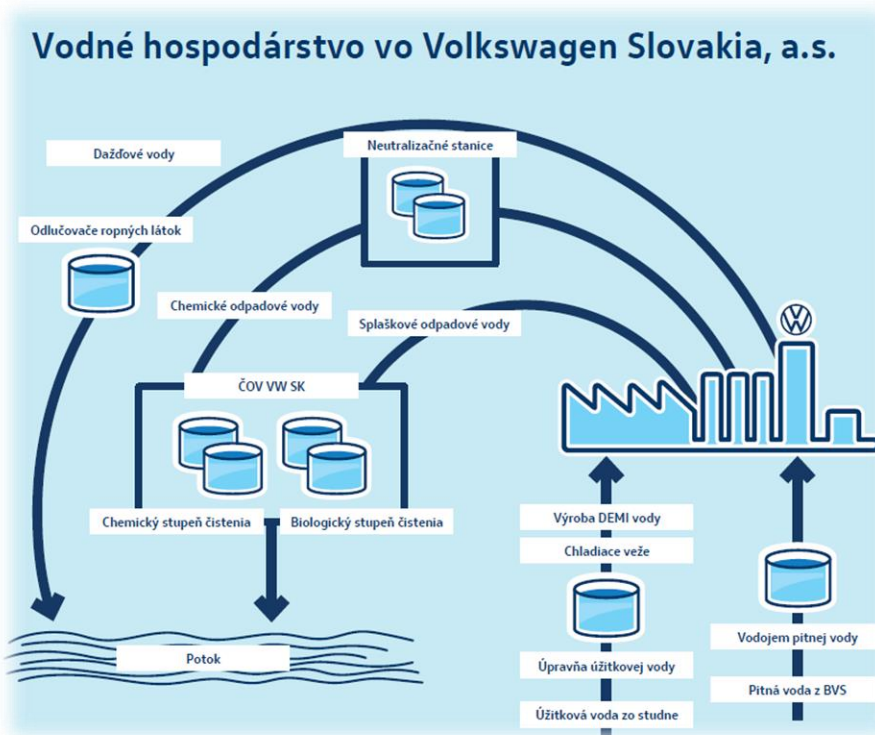 Vodné hospodárstvo vo Volkswagen Slovakia, a.s.
Dažďové vody
Neutralizačné stanice
Odlučovače ropných látok
Chemické odpadové vody
Splaškové odpadové vody
ČOV VW SK
Chemický stupeň čistenia
Biologický stupeň čistenia
Potok
Výroba DEMI vody
Chladiace veže
Úpravňa úžitkovej vody
Úžitková voda zo studne
Vodojem pitnej vody
Pitná voda z BVS